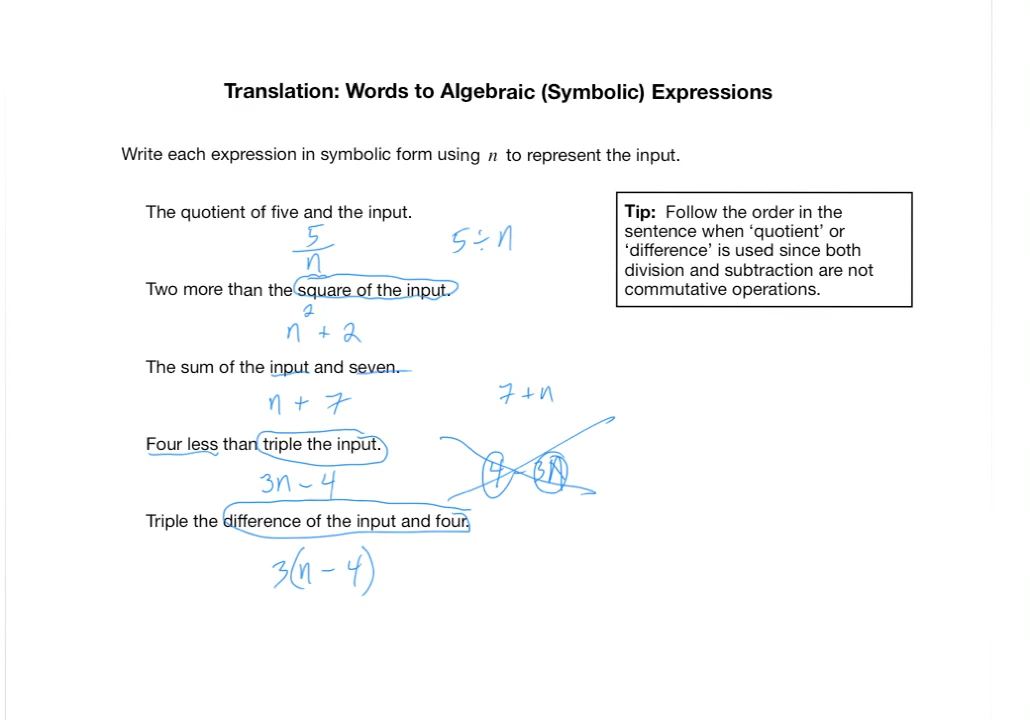 Translation: Words to Algebraic (Symbolic) Expressions
Write each expression in symbolic form using n to represent the input.
The quotient of five and the input.
5/n
5 ÷ n
Two more than the square of the input.
n² + 2
The sum of the input and seven.
n + 7
7 + n
Four less than triple the input.
3n - 4
4 - 3n
Triple the difference of the input and four.
3(n - 4)
Tip: Follow the order in the
sentence when ‘quotient’ or
‘difference’ is used since both
division and subtraction are not
commutative operations.